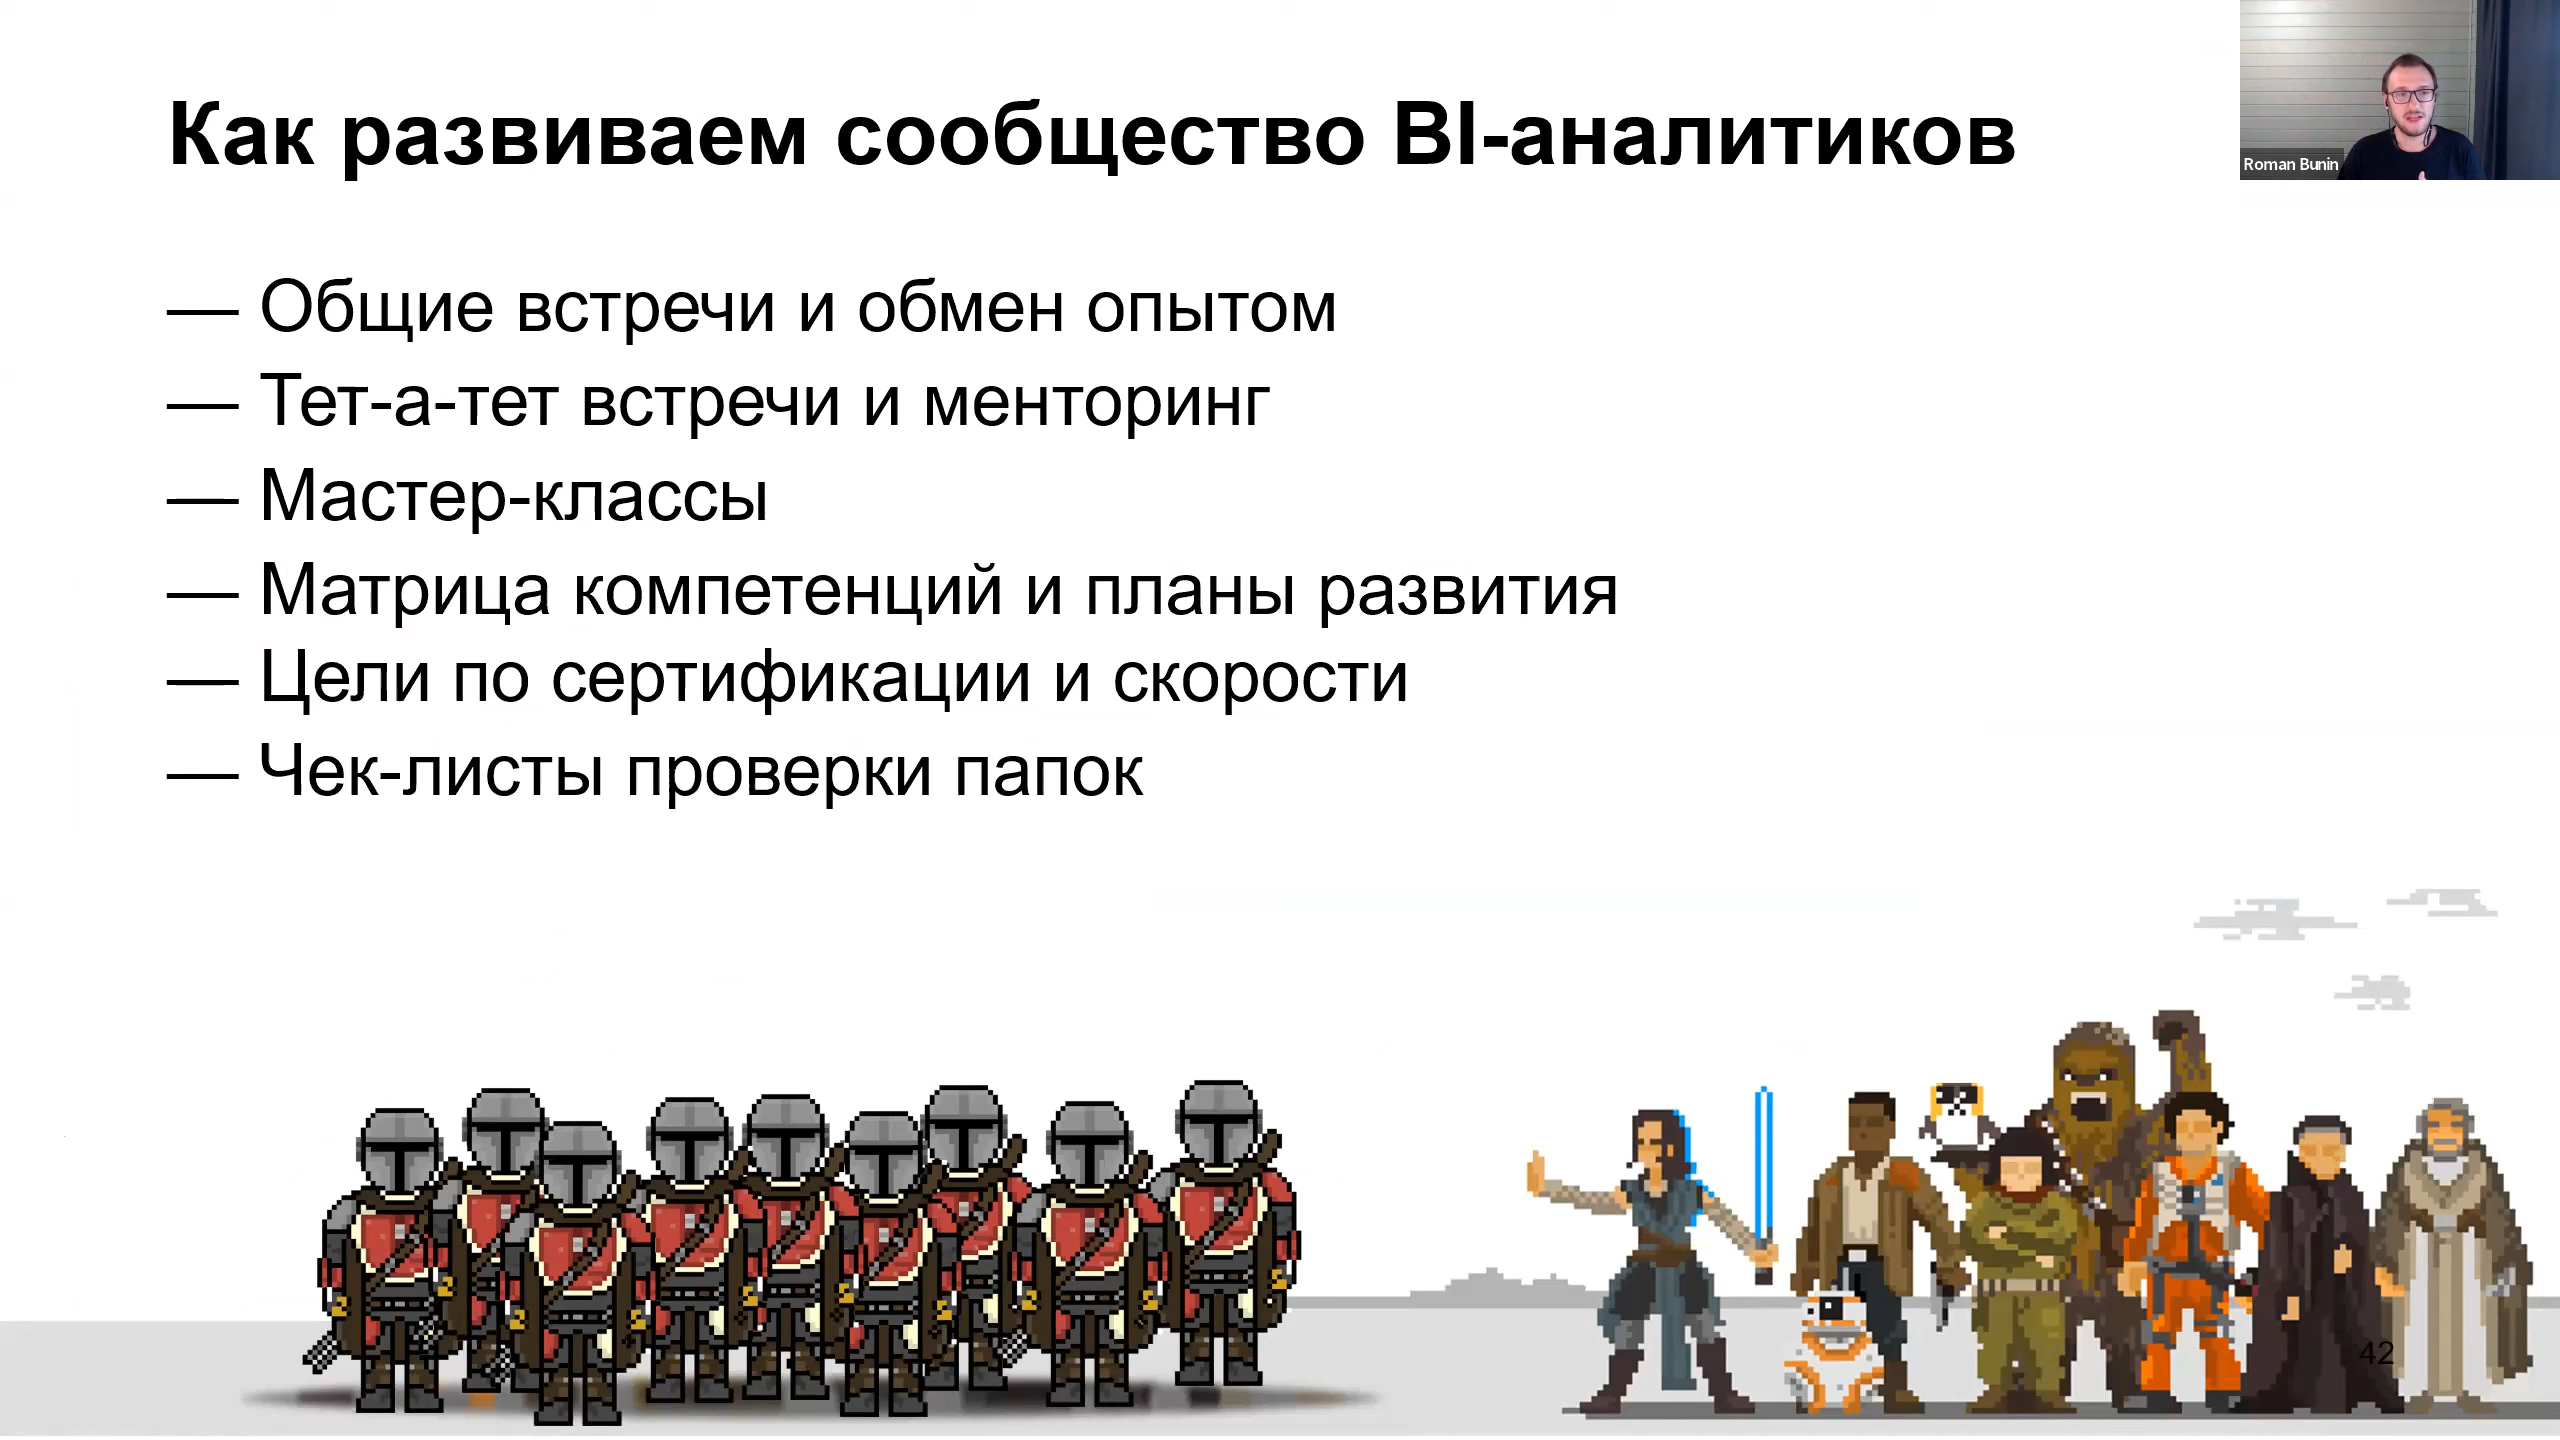 Как развиваем сообщество BI-аналитиков
Roman Bunin
— Общие встречи и обмен опытом
— Тет-а-тет встречи и менторинг
— Мастер-классы
— Матрица компетенций и планы развития
— Цели по сертификации и скорости
— Чек-листы проверки папок
42